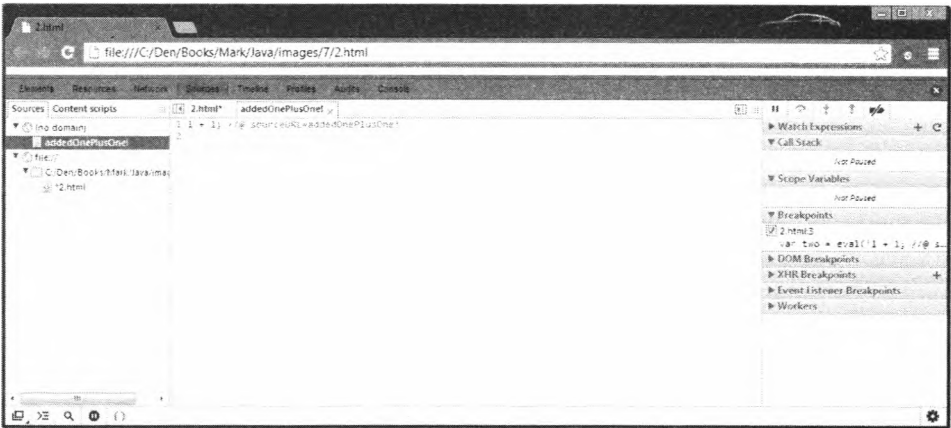 2.html
file:///C:/Den/Books/Mark/Java/images/7/2.html
Elements Resources Network Sources Timeline Profiles Audits Console
Sources Content scripts
2.html* addedOnePlusOne!
(no domain)
addedOnePlusOne!
file://
C:/Den/Books/Mark/Java/imag
*2.html
1 1 + 1; //@ sourceURL=addedOnePlusOne!
2
Watch Expressions
Call Stack
Not Paused
Scope Variables
Not Paused
Breakpoints
2.html:3
var two = eval('1 + 1; //@ s...
DOM Breakpoints
XHR Breakpoints
Event Listener Breakpoints
Workers